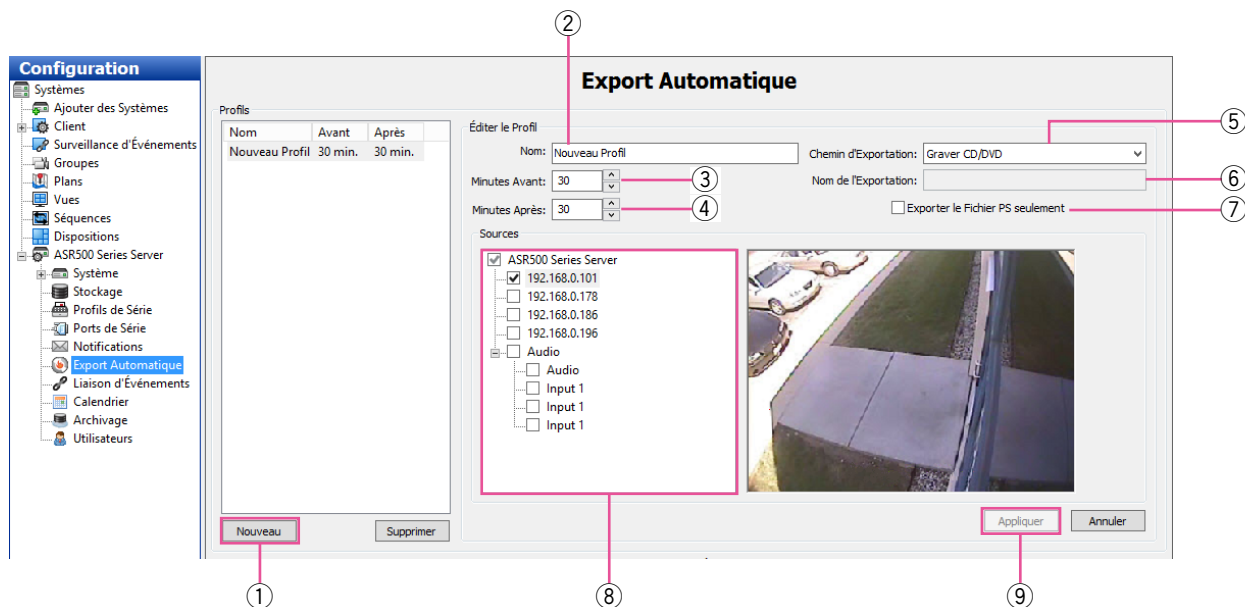 ②
Configuration
Systèmes
Ajouter des Systèmes
Client
Surveillance d'Événements
Groupes
Plans
Vues
Séquences
Dispositions
ASR500 Series Server
Système
Stockage
Profils de Série
Ports de Série
Notifications
Export Automatique
Liaison d'Événements
Calendrier
Archivage
Utilisateurs
Export Automatique
Profils
Nom Avant Après
Nouveau Profil 30 min. 30 min.
Nouveau
Supprimer
Éditer le Profil
Nom: Nouveau Profil
Minutes Avant: 30 ③
Minutes Après: 30 ④
Chemin d'Exportation: Graver CD/DVD ⑤
Nom de l'Exportation: ⑥
Exporter le Fichier PS seulement ⑦
Sources
ASR500 Series Server
192.168.0.101
192.168.0.178
192.168.0.186
192.168.0.196
Audio
Audio
Input 1
Input 1
Input 1
Appliquer
Annuler
① ⑧ ⑨